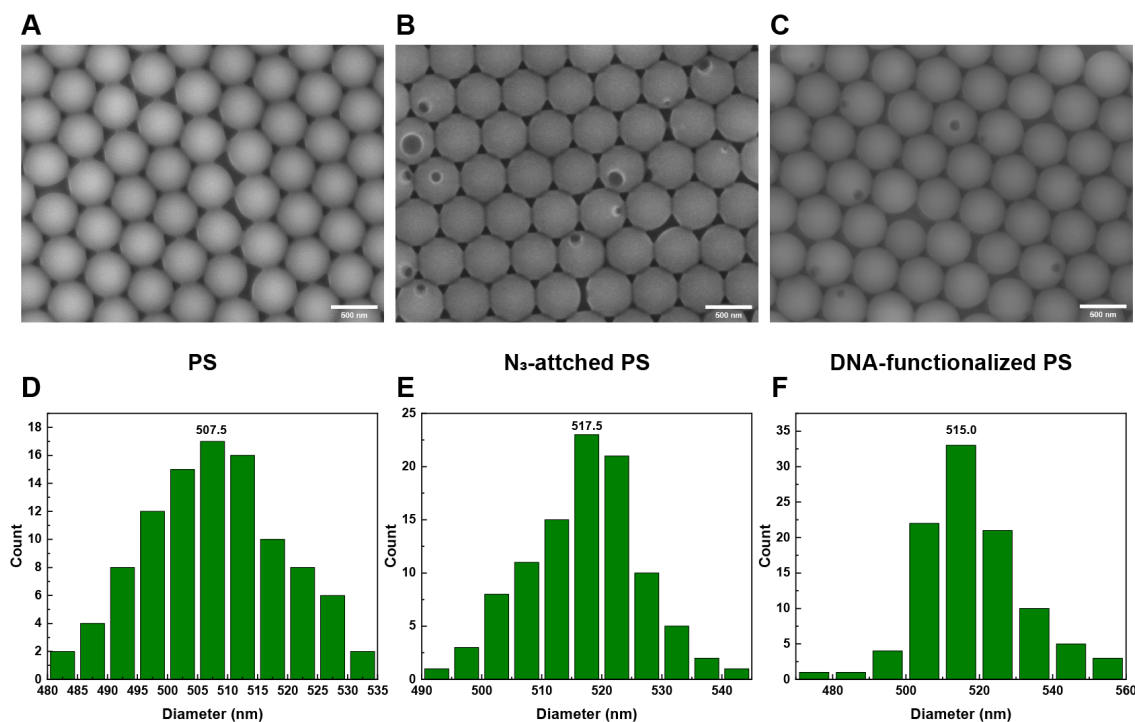 A
B
C
500 nm
500 nm
500 nm
PS
N₃-attched PS
DNA-functionalized PS
D
E
F
507.5
18
16
14
12
10
8
6
4
2
0
Count
480 485 490 495 500 505 510 515 520 525 530 535
Diameter (nm)
517.5
25
20
15
10
5
0
Count
490 500 510 520 530 540
Diameter (nm)
515.0
35
30
25
20
15
10
5
0
Count
480 500 520 540 560
Diameter (nm)